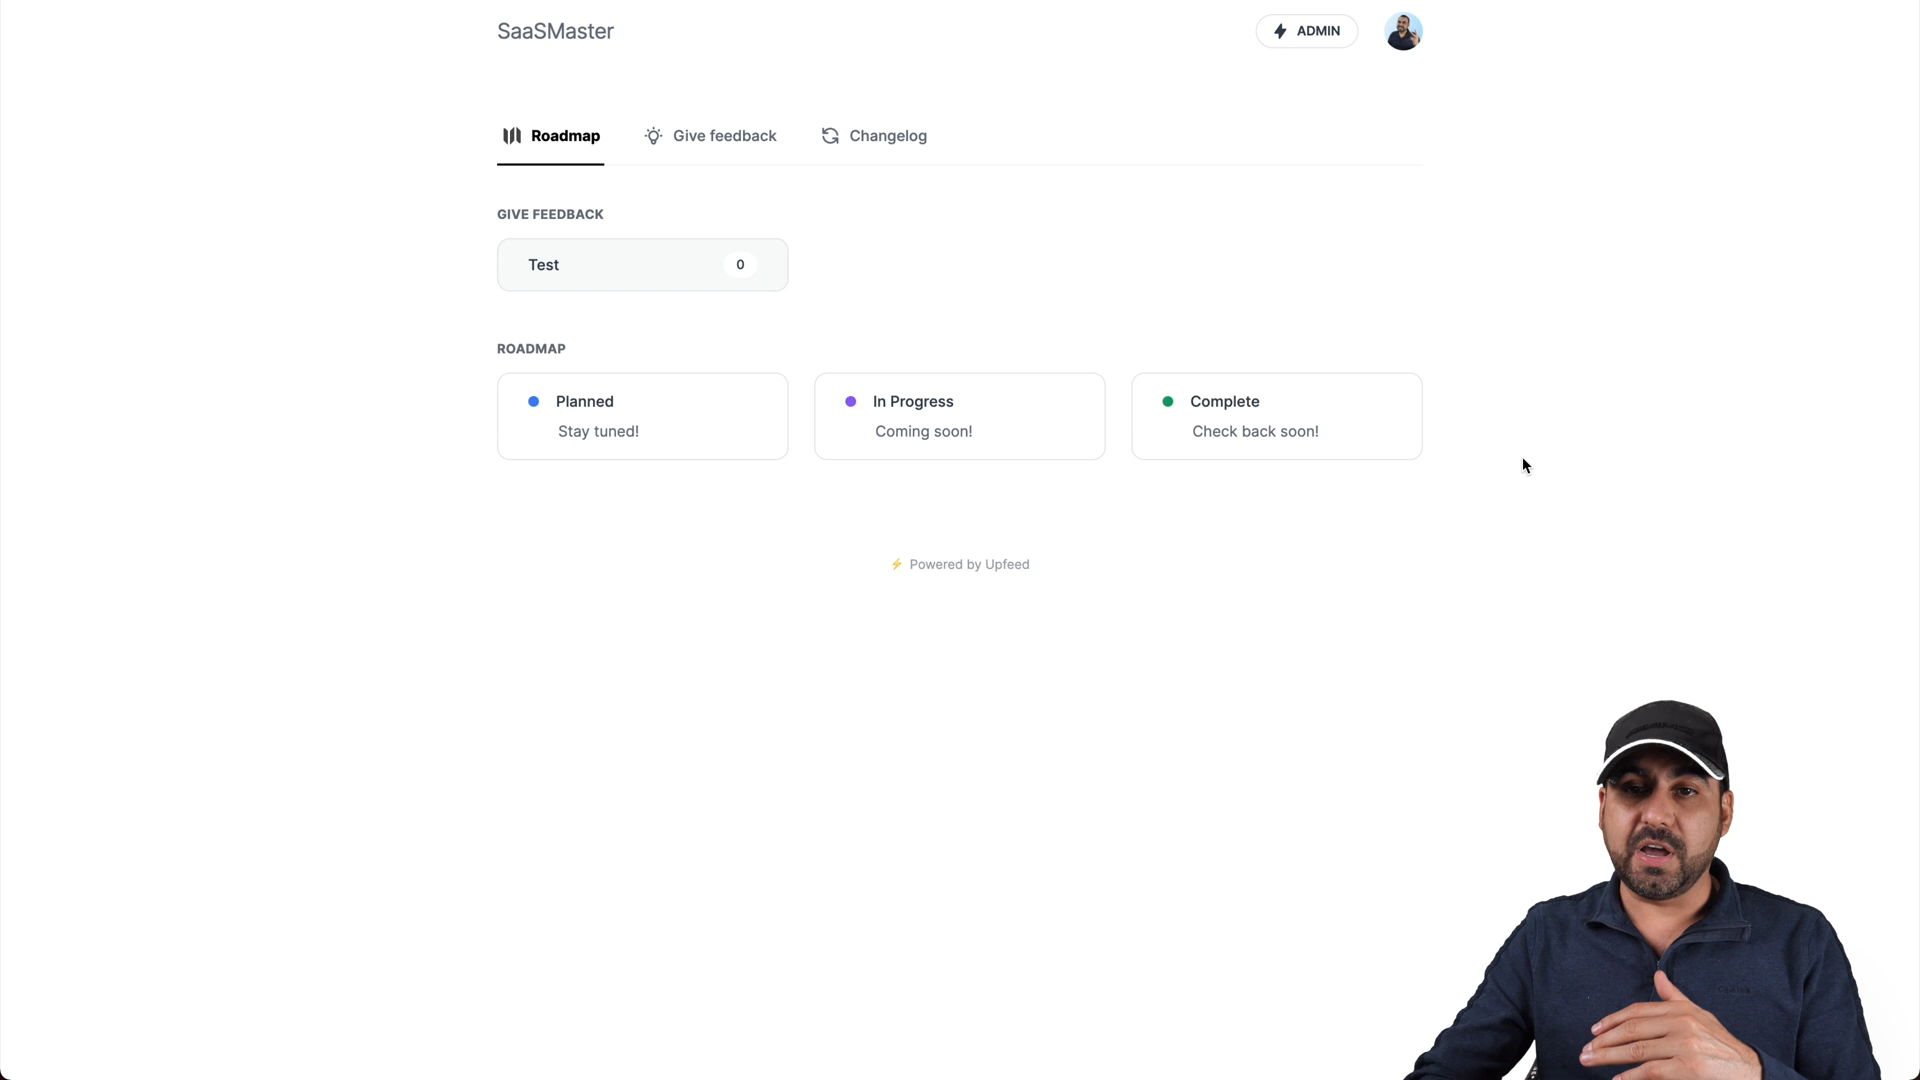 SaaSMaster
ADMIN
Roadmap
Give feedback
Changelog
GIVE FEEDBACK
Test 0
ROADMAP
Planned
Stay tuned!
In Progress
Coming soon!
Complete
Check back soon!
Powered by Upfeed